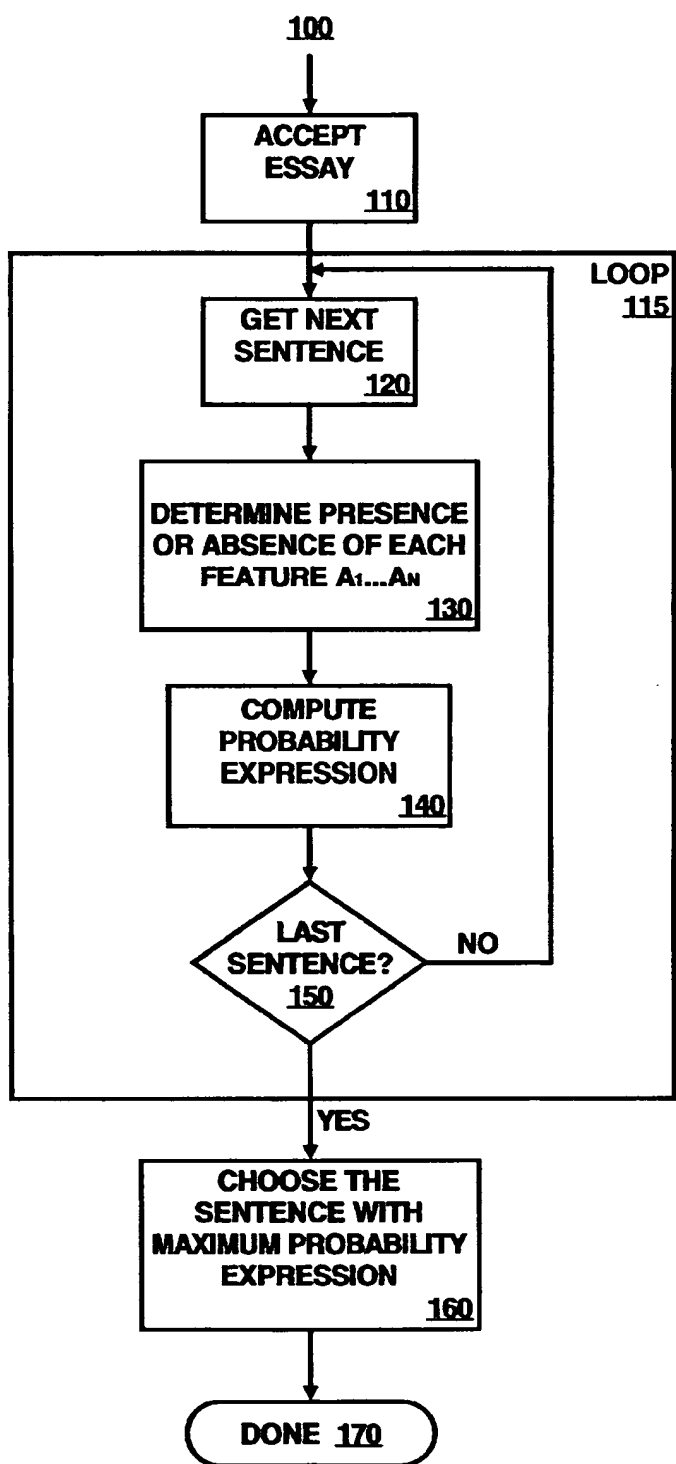 100
ACCEPT
ESSAY
110
LOOP
115
GET NEXT
SENTENCE
120
DETERMINE PRESENCE
OR ABSENCE OF EACH
FEATURE A1...AN
130
COMPUTE
PROBABILITY
EXPRESSION
140
LAST
SENTENCE?
150
NO
YES
CHOOSE THE
SENTENCE WITH
MAXIMUM PROBABILITY
EXPRESSION
160
DONE 170